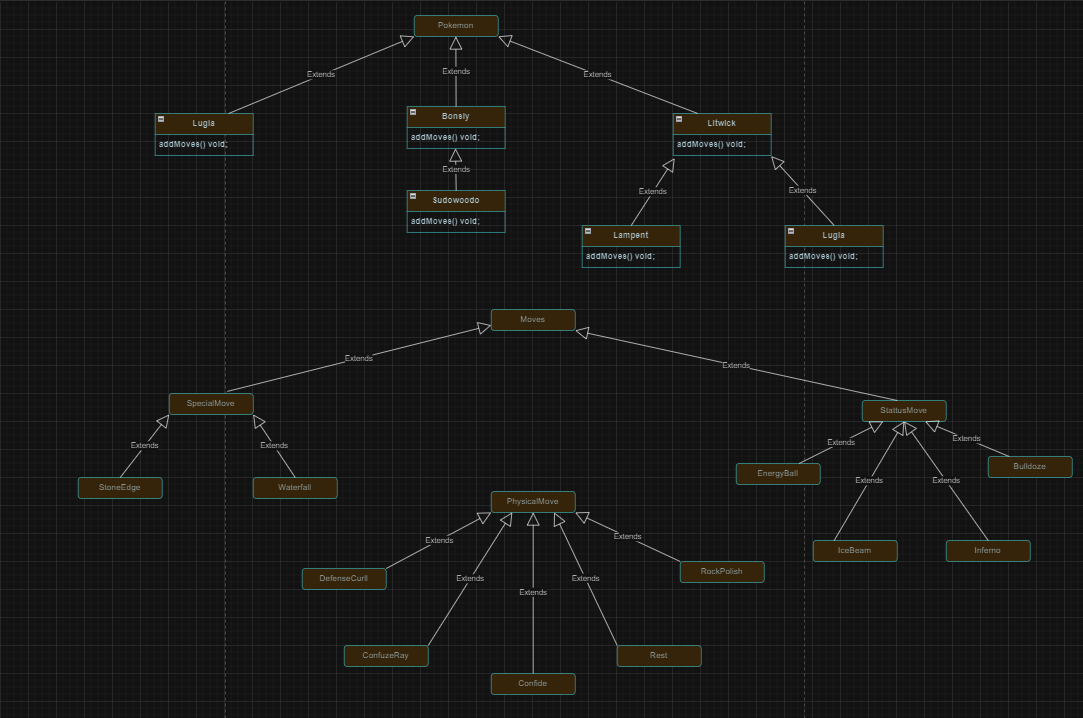 Pokemon
Extends
Extends
Extends
Lugia
addMoves() void;
Bonsly
addMoves() void;
Litwick
addMoves() void;
Extends
Extends
Extends
Sudowoodo
addMoves() void;
Lampent
addMoves() void;
Lugia
addMoves() void;
Moves
Extends
Extends
SpecialMove
StattusMove
Extends
Extends
Extends
Extends
StoneEdge
Waterfall
EnergyBall
Bulldoze
Extends
Extends
PhysicalMove
Extends
Extends
IceBeam
Inferno
DefenseCurll
RockPolish
Extends
Extends
Extends
ConfuzeRay
Rest
Confide